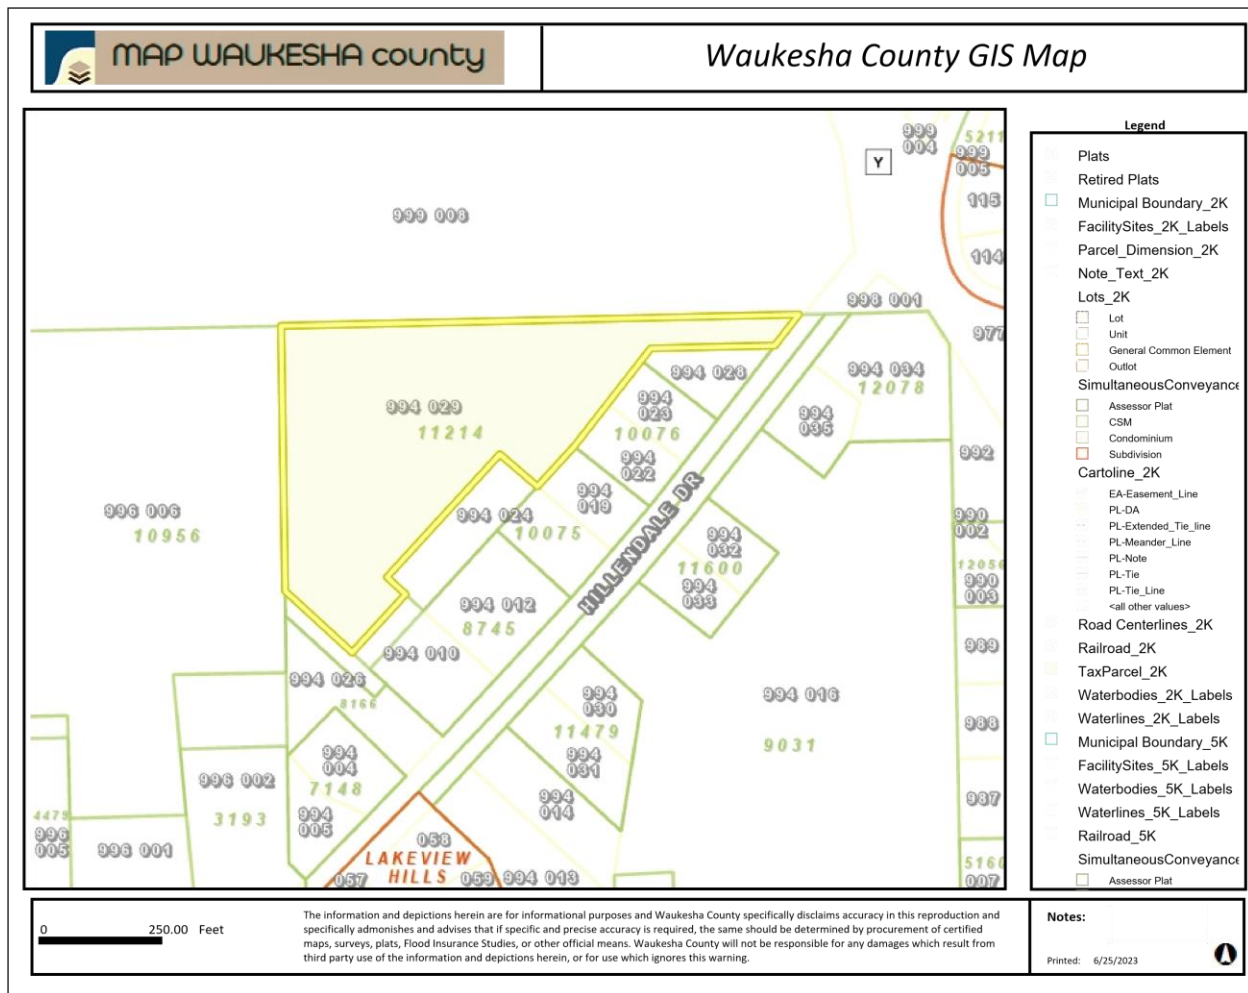 MAP WAUKESHA county
Waukesha County GIS Map
999
004
5211
999
005
Y
115
999 008
114
998 001
977
994 028
994 034
12078
994
023
994 029
11214
10076
994
035
994
022
992
994
019
996 006
10956
994 024
10075
HILLENDALE DR
990
002
994
032
11600
12056
990
003
994
033
994 012
8745
989
994 010
994 026
8166
994
030
994 016
11479
9031
988
994
004
994
031
996 002
7148
987
994
014
3193
4479
994
005
996
005
996 001
058
LAKEVIEW
HILLS
5160
057
059
994 013
007
Legend
Plats
Retired Plats
Municipal Boundary_2K
FacilitySites_2K_Labels
Parcel_Dimension_2K
Note_Text_2K
Lots_2K
Lot
Unit
General Common Element
Outlot
SimultaneousConveyance
Assessor Plat
CSM
Condominium
Subdivision
Cartoline_2K
EA-Easement_Line
PL-DA
PL-Extended_Tie_line
PL-Meander_Line
PL-Note
PL-Tie
PL-Tie_Line
<all other values>
Road Centerlines_2K
Railroad_2K
TaxParcel_2K
Waterbodies_2K_Labels
Waterlines_2K_Labels
Municipal Boundary_5K
FacilitySites_5K_Labels
Waterbodies_5K_Labels
Waterlines_5K_Labels
Railroad_5K
SimultaneousConveyance
Assessor Plat
0 250.00 Feet
The information and depictions herein are for informational purposes and Waukesha County specifically disclaims accuracy in this reproduction and
specifically admonishes and advises that if specific and precise accuracy is required, the same should be determined by procurement of certified
maps, surveys, plats, Flood Insurance Studies, or other official means. Waukesha County will not be responsible for any damages which result from
third party use of the information and depictions herein, or for use which ignores this warning.
Notes:
Printed: 6/25/2023